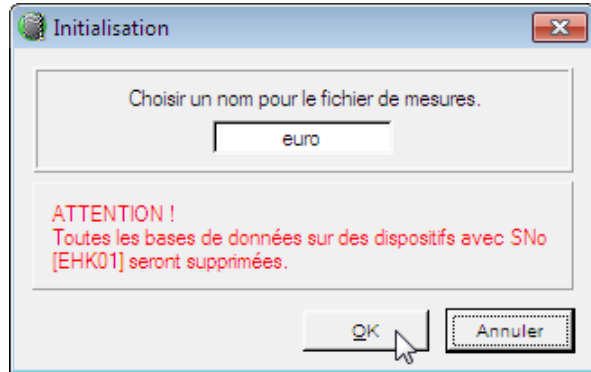 Initialisation
Choisir un nom pour le fichier de mesures.
euro
ATTENTION !
Toutes les bases de données sur des dispositifs avec SNo
[EHK01] seront supprimées.
OK
Annuler